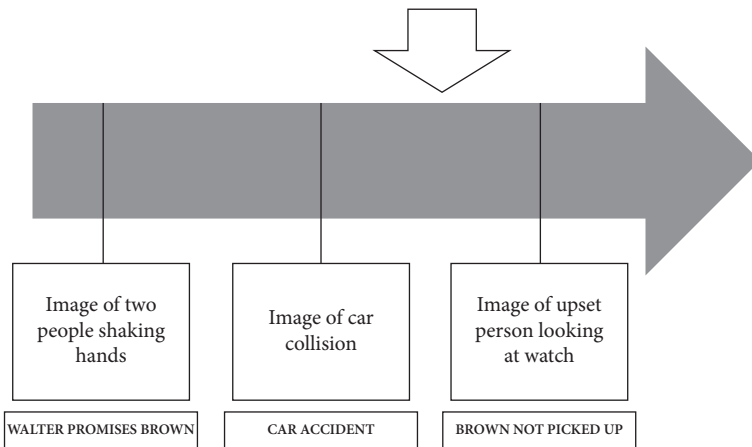 Image of two
people shaking
hands
Image of car
collision
Image of upset
person looking
at watch
WALTER PROMISES BROWN
CAR ACCIDENT
BROWN NOT PICKED UP